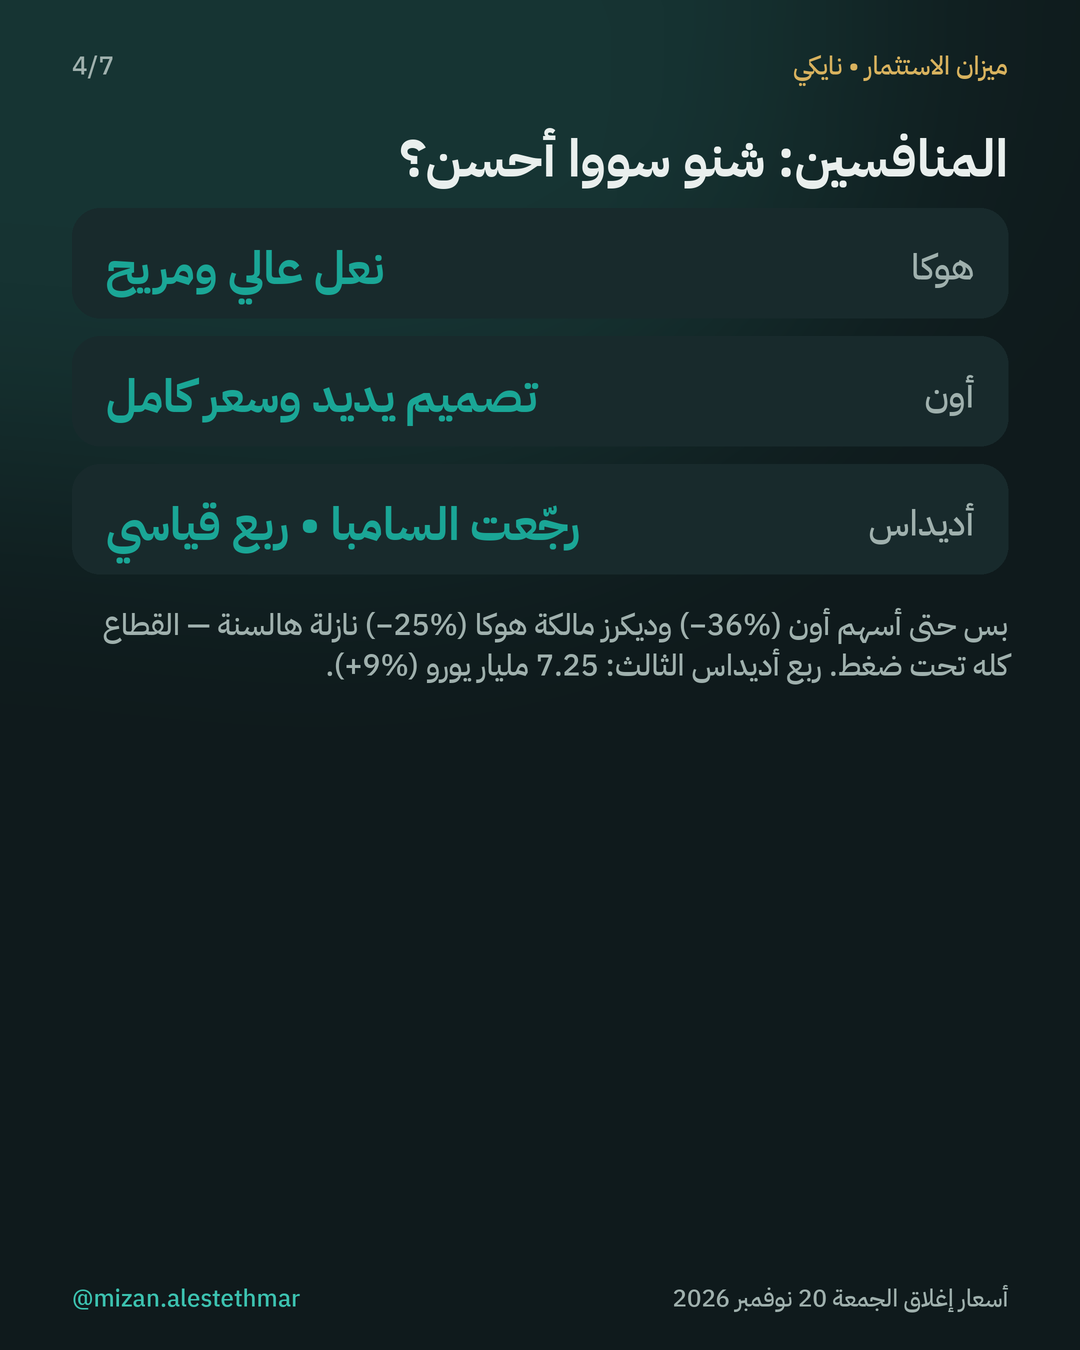 ميزان الاستثمار • نايكي
4/7
المنافسين: شنو سووا أحسن؟
هوكا
نعل عالي ومريح
أون
تصميم يديد وسعر كامل
أديداس
رجّعت السامبا • ربع قياسي
بس حتى أسهم أون (−36%) وديكرز مالكة هوكا (−25%) نازلة هالسنة — القطاع
كله تحت ضغط. ربع أديداس الثالث: 7.25 مليار يورو (+9%).
أسعار إغلاق الجمعة 20 نوفمبر 2026
@mizan.alestethmar